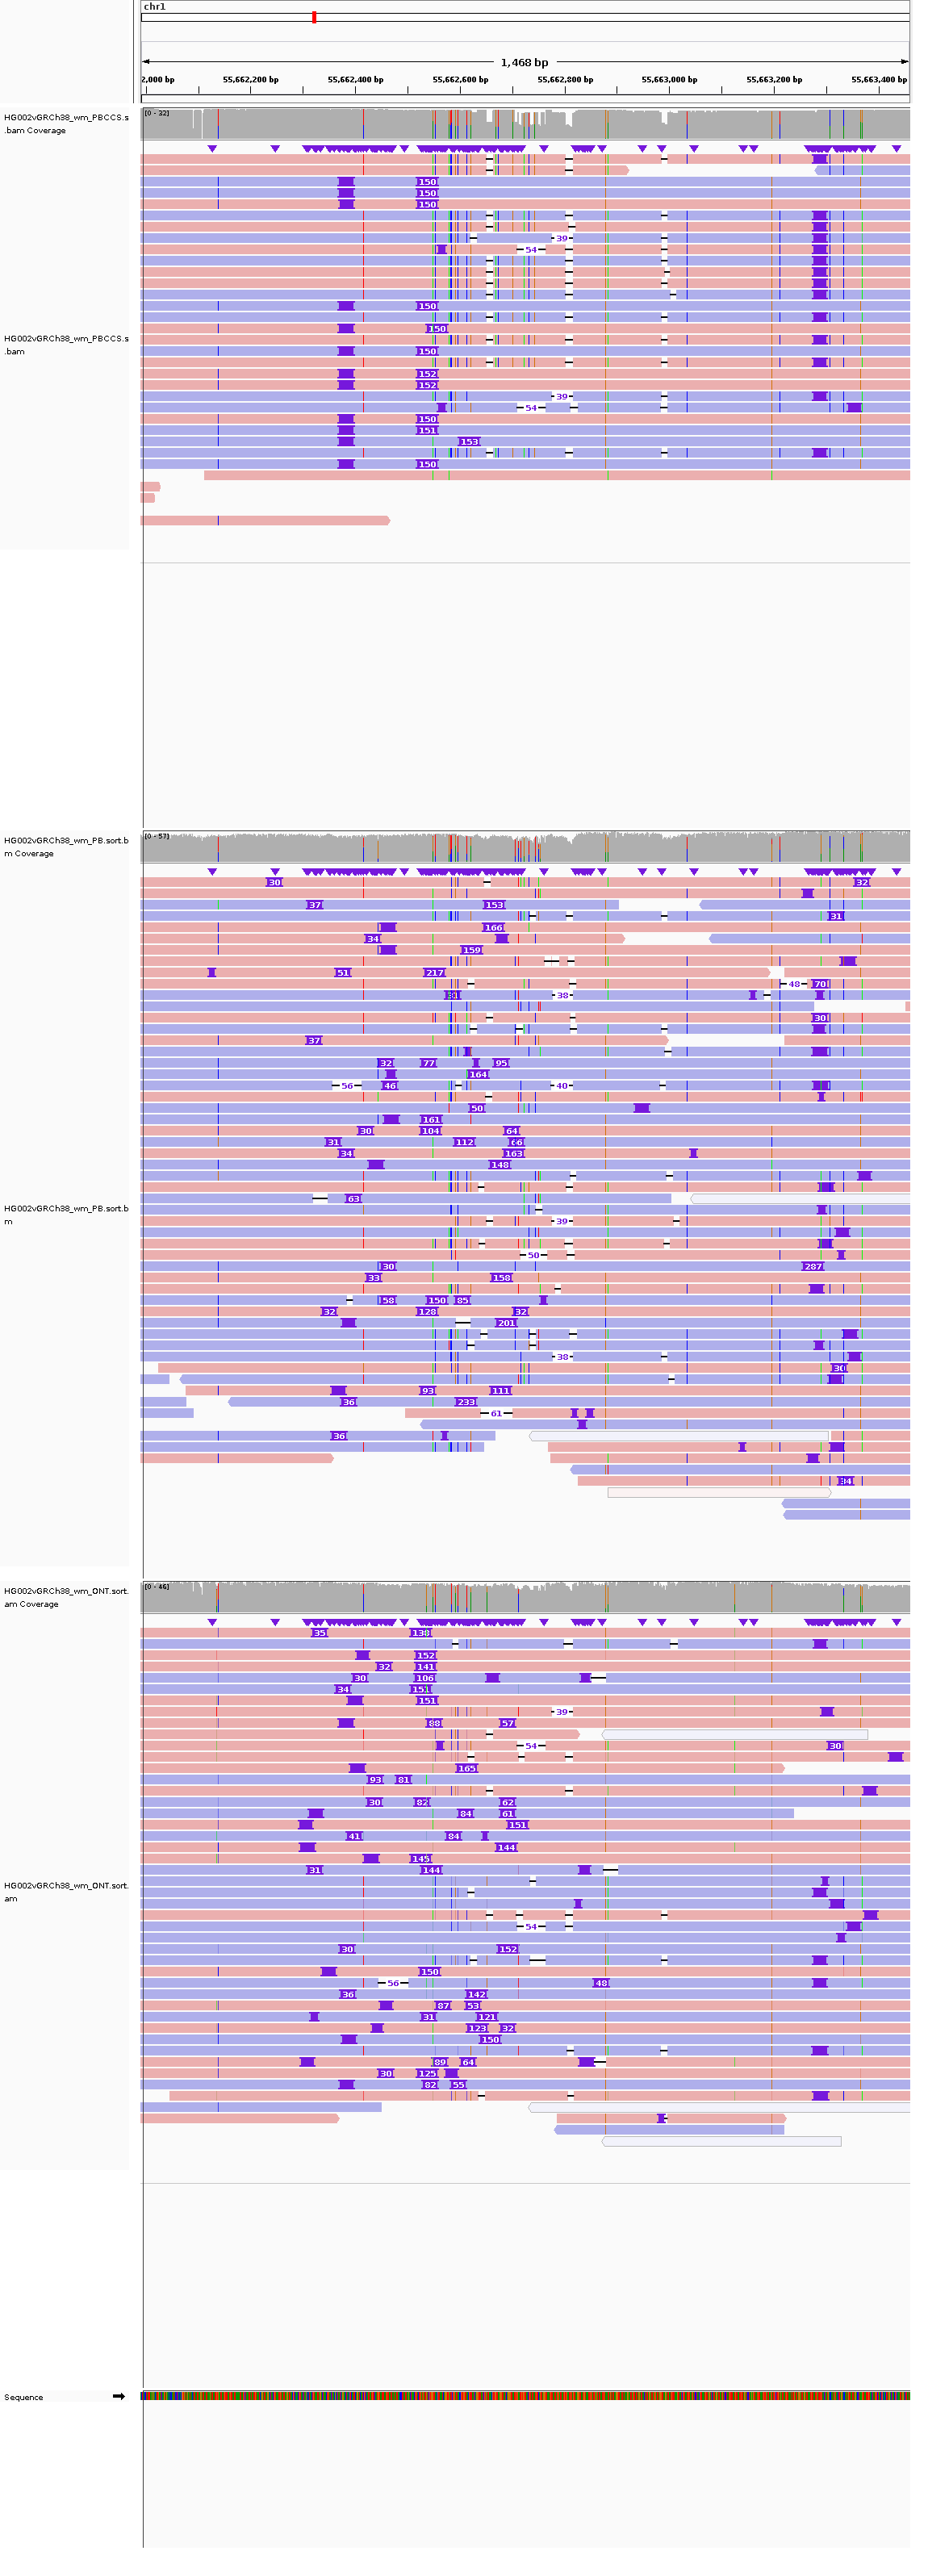 chr1
1,468 bp
2,000 bp 55,662,200 bp 55,662,400 bp 55,662,600 bp 55,662,800 bp 55,663,000 bp 55,663,200 bp 55,663,400 bp
HG002vGRCh38_wm_PBCCS.s
.bam Coverage
[0 - 32]
150
150
150
39
54
150
150
HG002vGRCh38_wm_PBCCS.s
.bam
150
152
152
39
54
150
151
153
150
HG002vGRCh38_wm_PB.sort.b
m Coverage
[0 - 57]
30 32
37 153
31
166
34
159
51 217
48 70
31 38
30
37
32 77 95
164
56 46 40
50
161
30 104 64
31 112 66
34 163
148
63
HG002vGRCh38_wm_PB.sort.b
m
39
50
30 287
33 158
58 150 85
32 128 32
201
38
30
93 111
36 233
61
36
34
HG002vGRCh38_wm_ONT.sort.
am Coverage
[0 - 46]
35 138
152
32 141
30 106
34 151
151
39
88 57
54 30
165
93 81
30 82 62
84 61
151
41 84
144
145
31 144
HG002vGRCh38_wm_ONT.sort.
am
54
30 152
150
56 48
36 142
87 53
31 121
123 32
150
89 64
30 125
82 55
Sequence